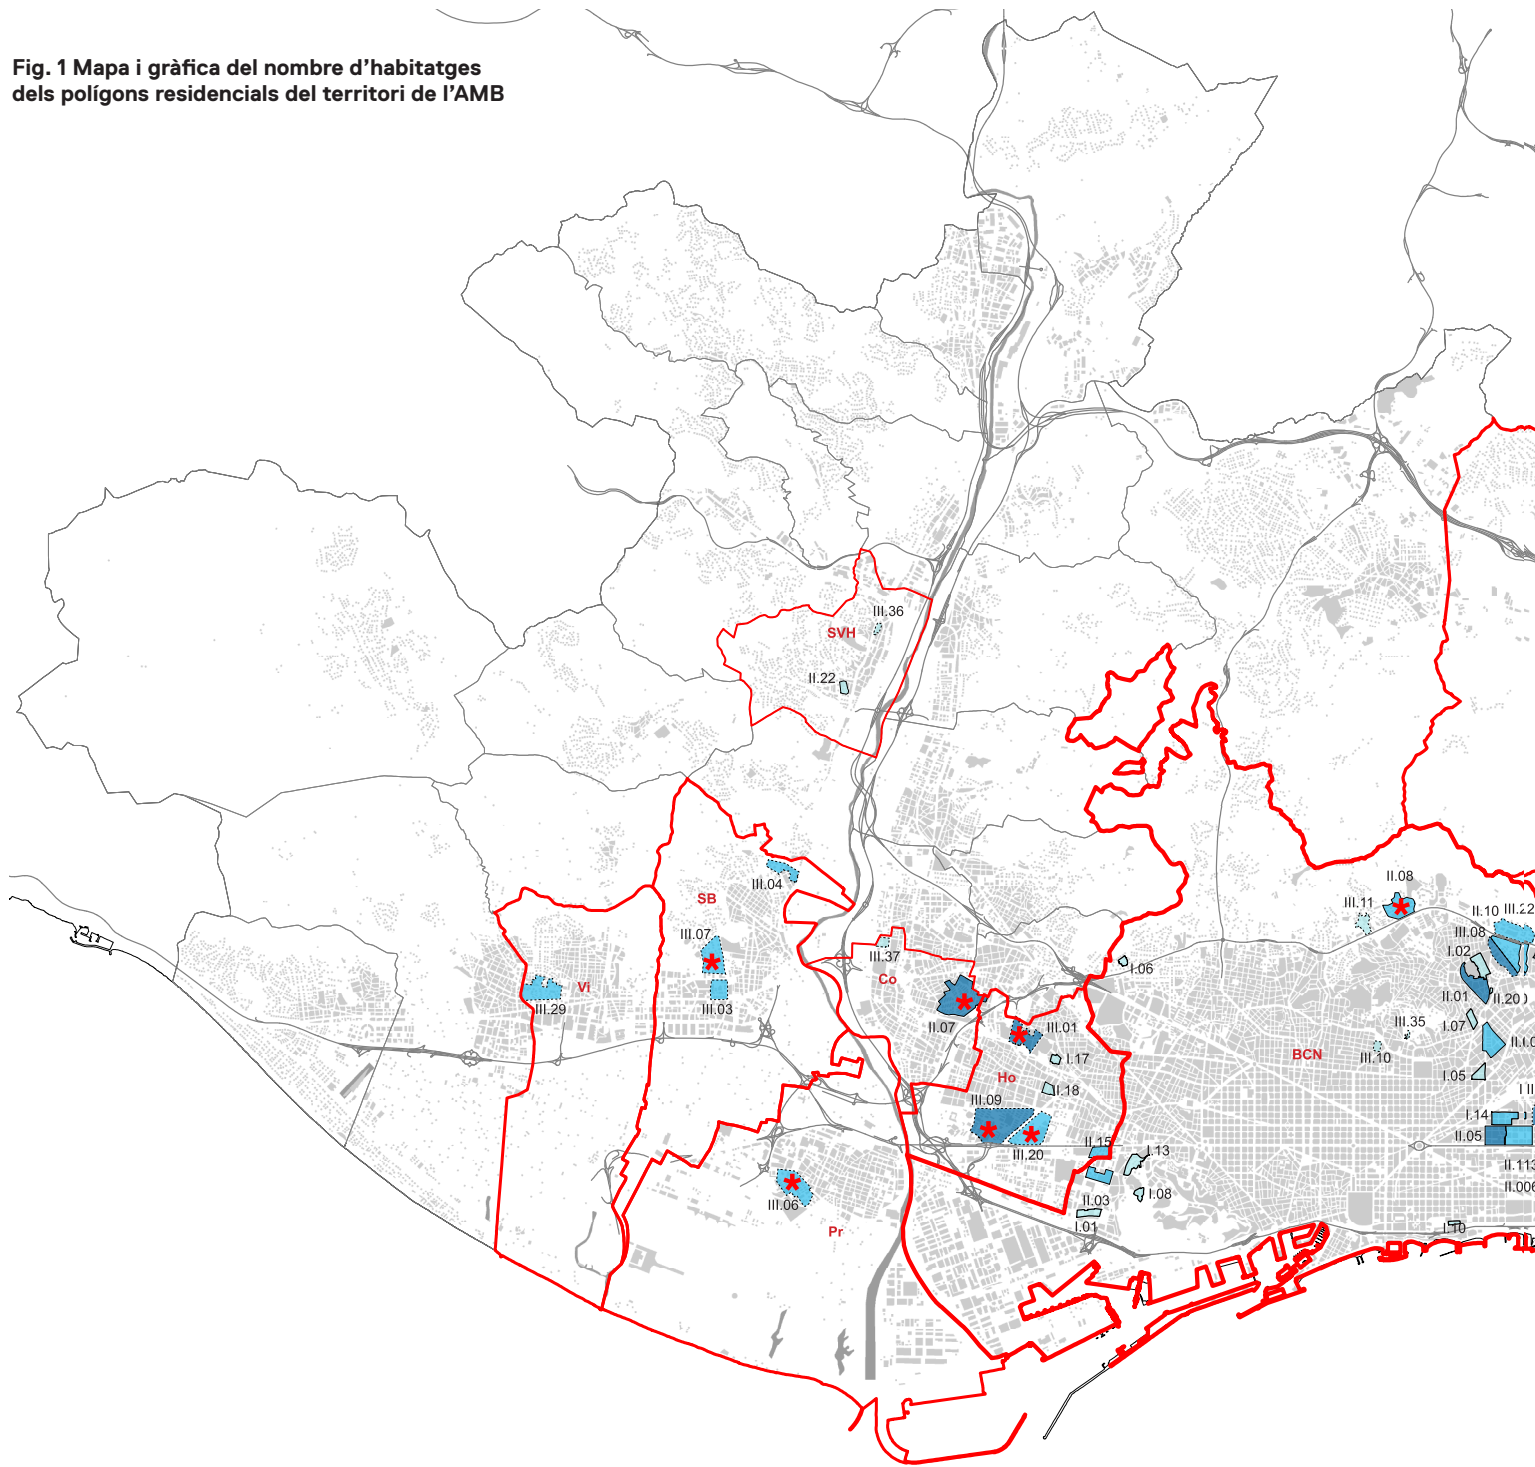 Fig. 1 Mapa i gràfica del nombre d'habitatges
dels polígons residencials del territori de l'AMB
III.36
SVH
II.22
III.04
SB
III.07
III.03
Vi
III.29
III.37
Co
II.07
I.06
III.01
I.17
Ho
I.18
III.09
III.20
II.15
I.13
I.08
II.03
I.01
III.06
Pr
II.08
III.11
II.10
III.22
III.08
I.02
II.01
II.20
I.07
III.35
III.10
BCN
I.05
I.14
II.05
I.10